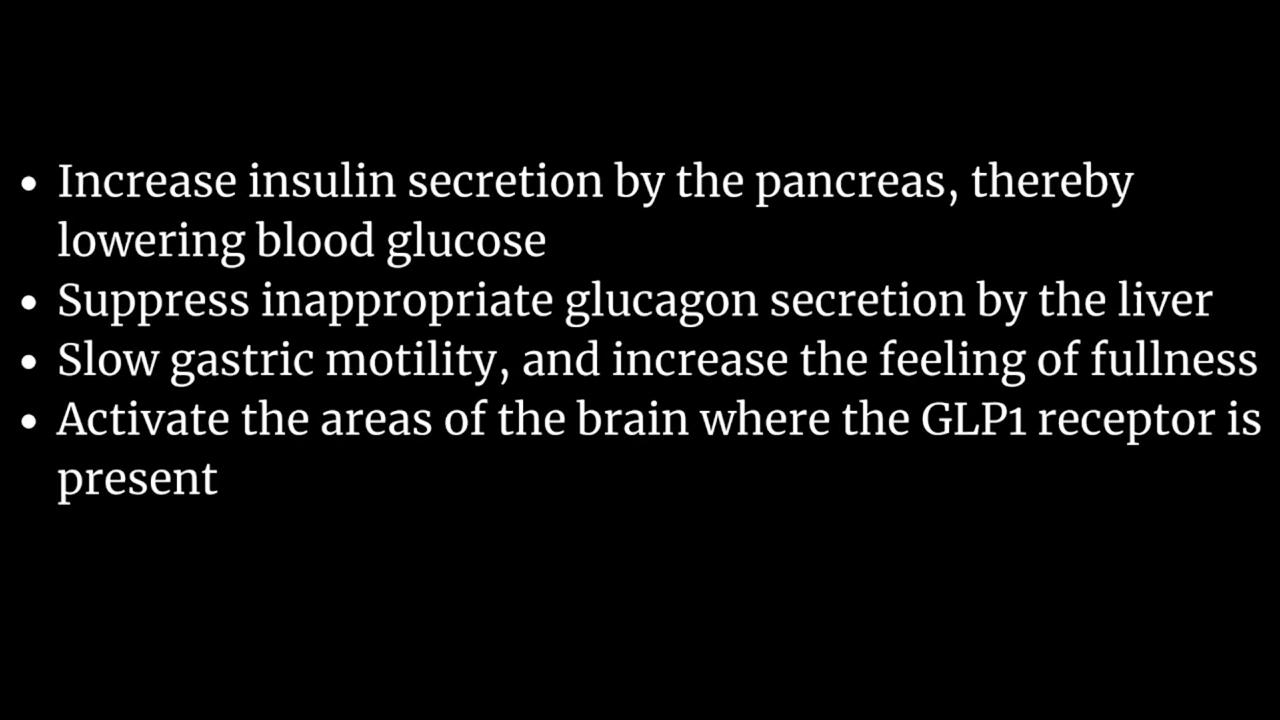 • Increase insulin secretion by the pancreas, thereby
lowering blood glucose
• Suppress inappropriate glucagon secretion by the liver
• Slow gastric motility, and increase the feeling of fullness
• Activate the areas of the brain where the GLP1 receptor is
present